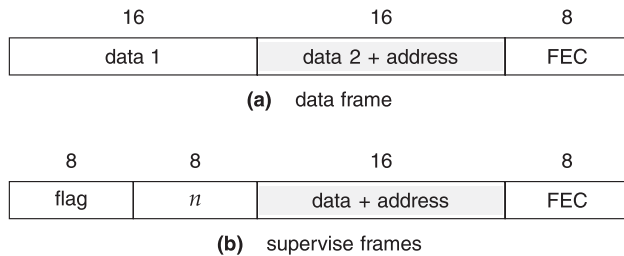 16 16 8
data 1 data 2 + address FEC
(a) data frame
8 8 16 8
flag n data + address FEC
(b) supervise frames